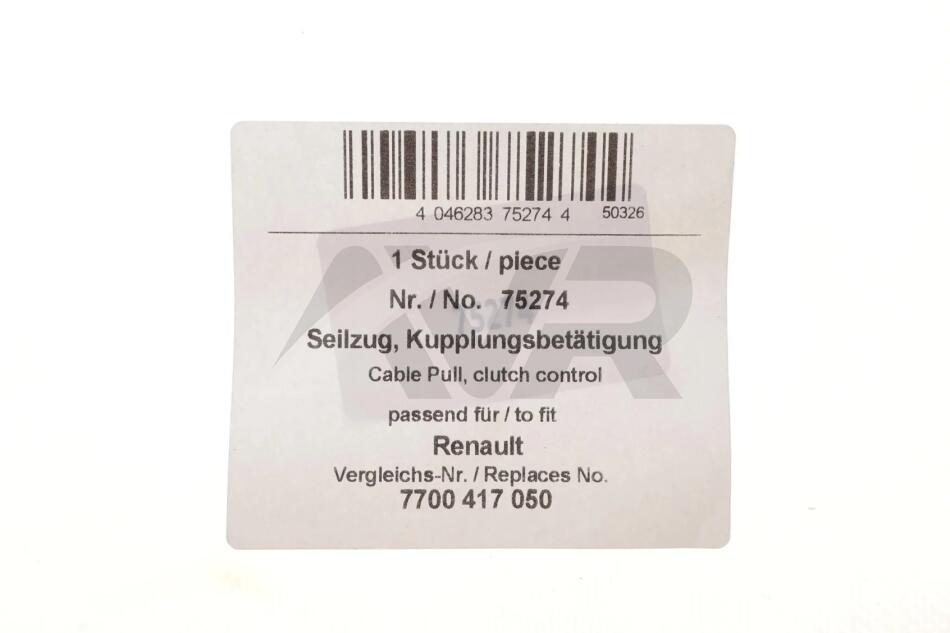 4 046283 75274 4 50326
1 Stück / piece
Nr. / No. 75274
75274
Seilzug, Kupplungsbetätigung
Cable Pull, clutch control
passend für / to fit
Renault
Vergleichs-Nr. / Replaces No.
7700 417 050